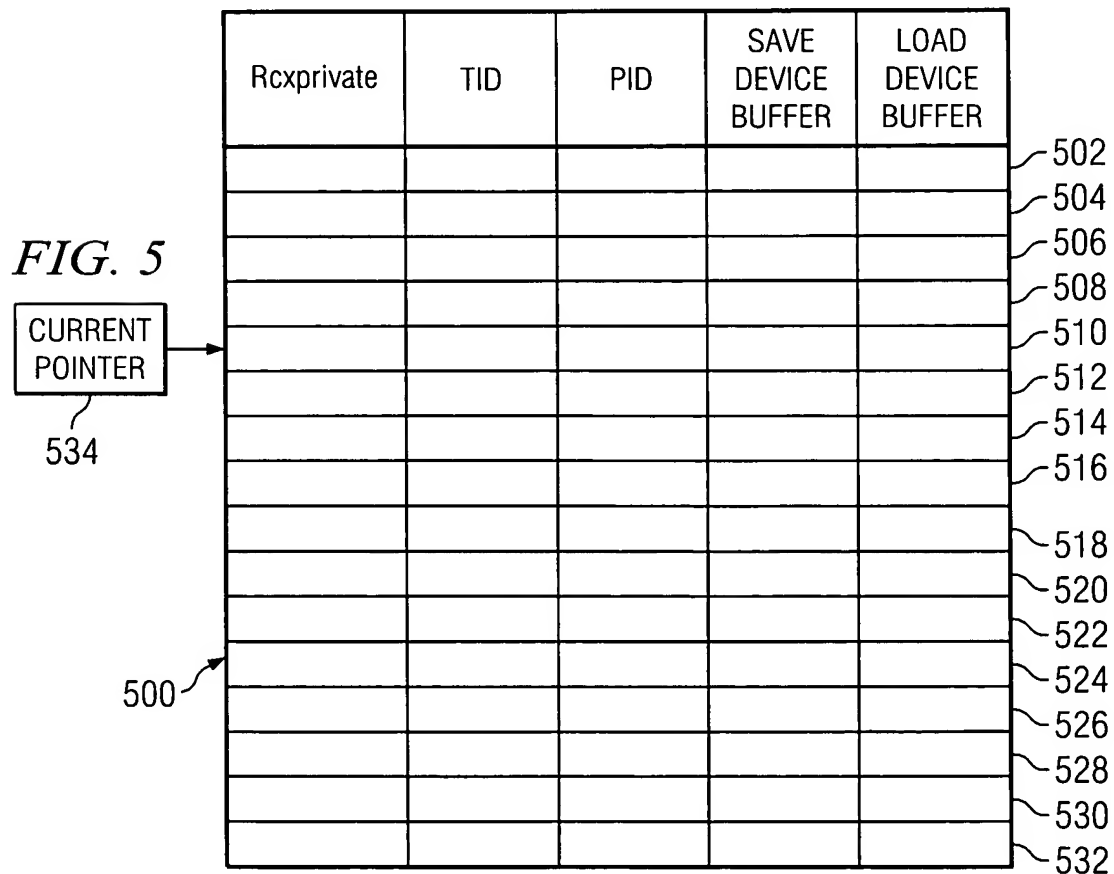 Rcxprivate
TID
PID
SAVE
DEVICE
BUFFER
LOAD
DEVICE
BUFFER
502
504
506
FIG. 5
508
CURRENT
POINTER
510
512
534
514
516
518
520
522
500
524
526
528
530
532